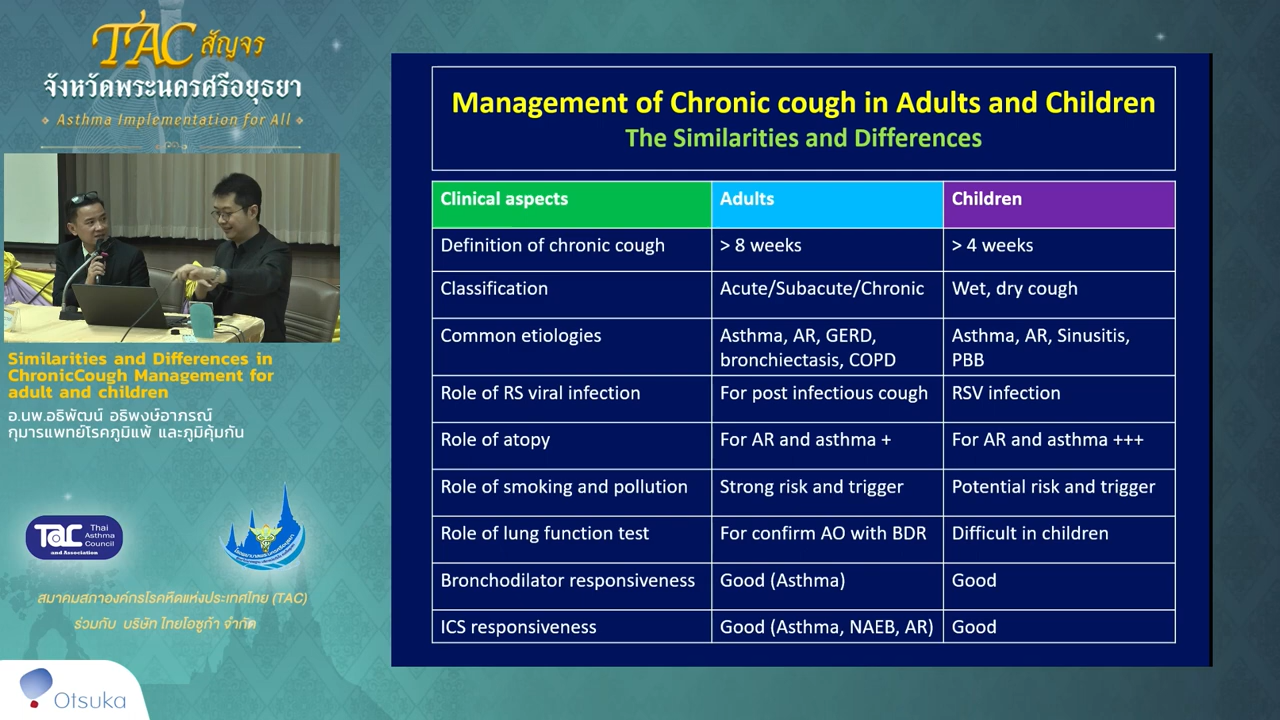 TAC สัญจร
จังหวัดพระนครศรีอยุธยา
Asthma Implementation for All
Similarities and Differences in
ChronicCough Management for
adult and children
อ.นพ.อธิพัฒน์ อธิพงษ์อาภรณ์
กุมารแพทย์โรคภูมิแพ้ และภูมิคุ้มกัน
TAC
and Association
Thai
Asthma
Council
สมาคมสภาองค์กรโรคหืดแห่งประเทศไทย (TAC)
ร่วมกับ บริษัท ไทยโอซูก้า จำกัด
Otsuka
Management of Chronic cough in Adults and Children
The Similarities and Differences
Clinical aspects Adults Children
Definition of chronic cough > 8 weeks > 4 weeks
Classification Acute/Subacute/Chronic Wet, dry cough
Common etiologies Asthma, AR, GERD, Asthma, AR, Sinusitis,
bronchiectasis, COPD PBB
Role of RS viral infection For post infectious cough RSV infection
Role of atopy For AR and asthma + For AR and asthma +++
Role of smoking and pollution Strong risk and trigger Potential risk and trigger
Role of lung function test For confirm AO with BDR Difficult in children
Bronchodilator responsiveness Good (Asthma) Good
ICS responsiveness Good (Asthma, NAEB, AR) Good